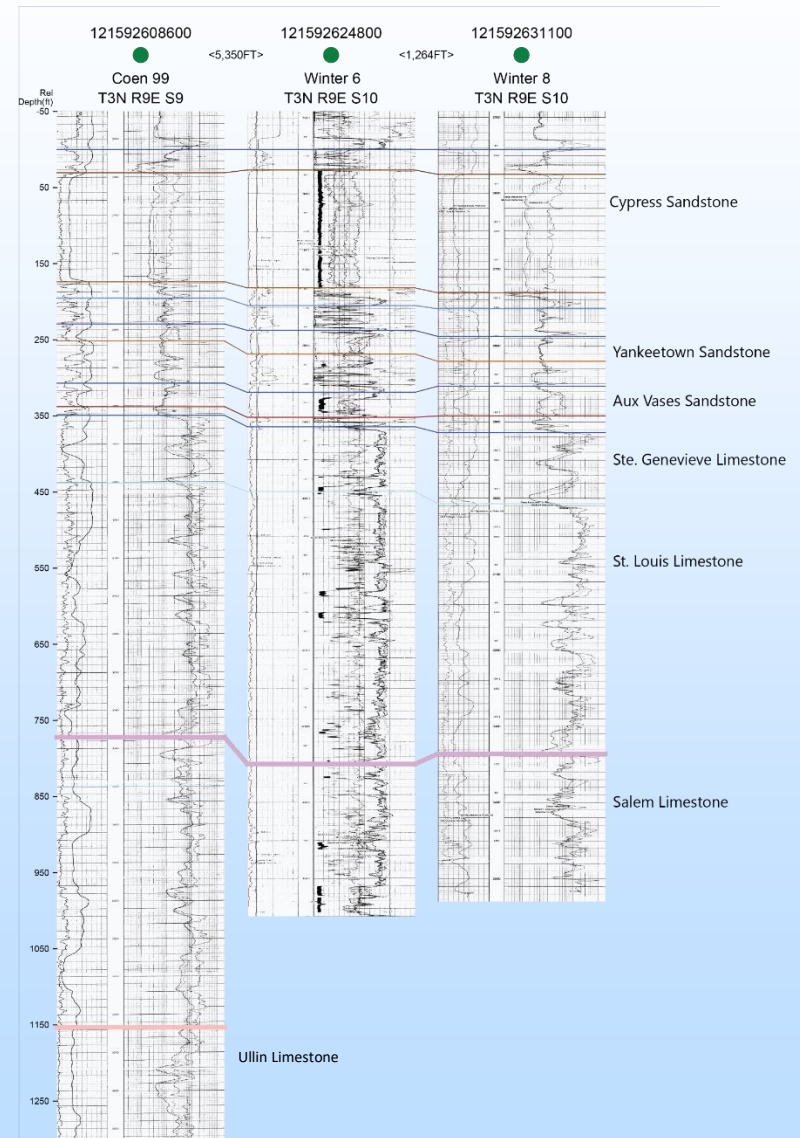 121592608600 <5,350FT> 121592624800 <1,264FT> 121592631100
Coen 99 Winter 6 Winter 8
T3N R9E S9 T3N R9E S10 T3N R9E S10
Rel
Depth(ft)
-50
50
Cypress Sandstone
150
250
Yankeetown Sandstone
Aux Vases Sandstone
350
Ste. Genevieve Limestone
450
550
St. Louis Limestone
650
750
850
Salem Limestone
950
1050
1150
Ullin Limestone
1250